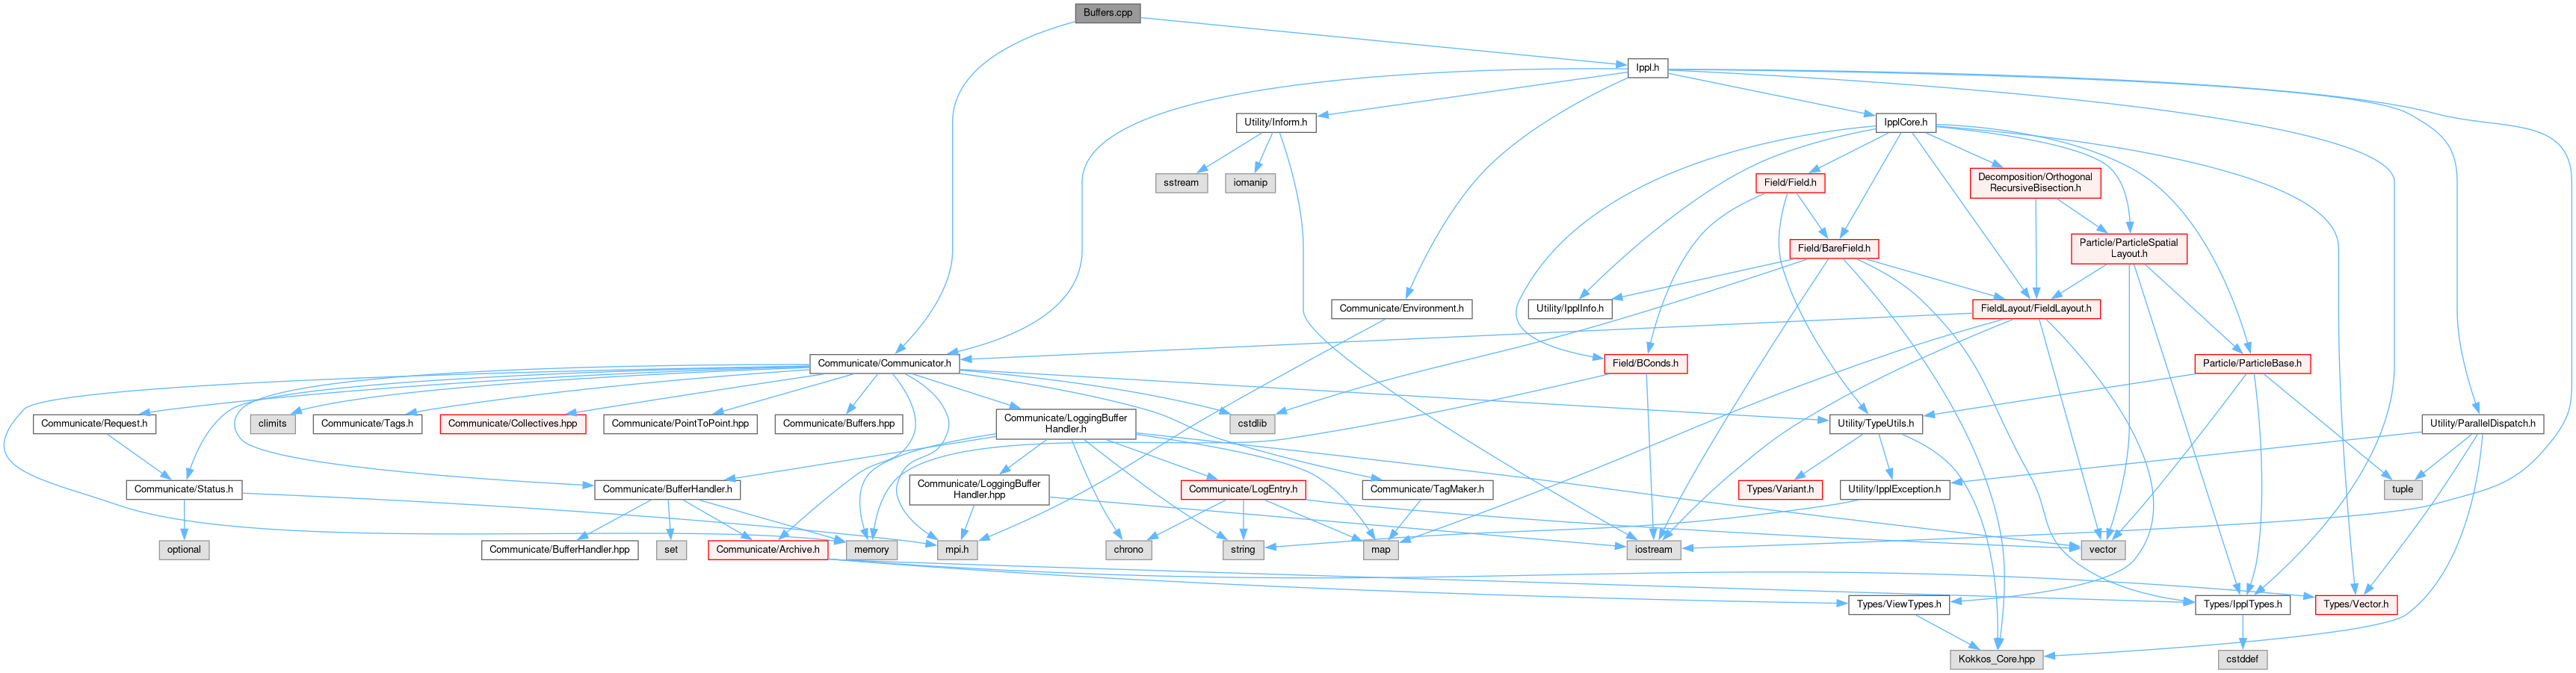 Buffers.cpp
Ippl.h
Utility/Inform.h
IpplCore.h
sstream
iomanip
Field/Field.h
Decomposition/Orthogonal
RecursiveBisection.h
Field/BareField.h
Particle/ParticleSpatial
Layout.h
Communicate/Environment.h
Utility/IpplInfo.h
FieldLayout/FieldLayout.h
Communicate/Communicator.h
Field/BConds.h
Particle/ParticleBase.h
Communicate/Request.h
climits
Communicate/Tags.h
Communicate/Collectives.hpp
Communicate/PointToPoint.hpp
Communicate/Buffers.hpp
Communicate/LoggingBuffer
Handler.h
cstdlib
Utility/TypeUtils.h
Utility/ParallelDispatch.h
Communicate/Status.h
Communicate/BufferHandler.h
Communicate/LoggingBuffer
Handler.hpp
Communicate/LogEntry.h
Communicate/TagMaker.h
Types/Variant.h
Utility/IpplException.h
tuple
optional
Communicate/BufferHandler.hpp
set
Communicate/Archive.h
memory
mpi.h
chrono
string
map
iostream
vector
Types/ViewTypes.h
Types/IpplTypes.h
Types/Vector.h
Kokkos_Core.hpp
cstddef